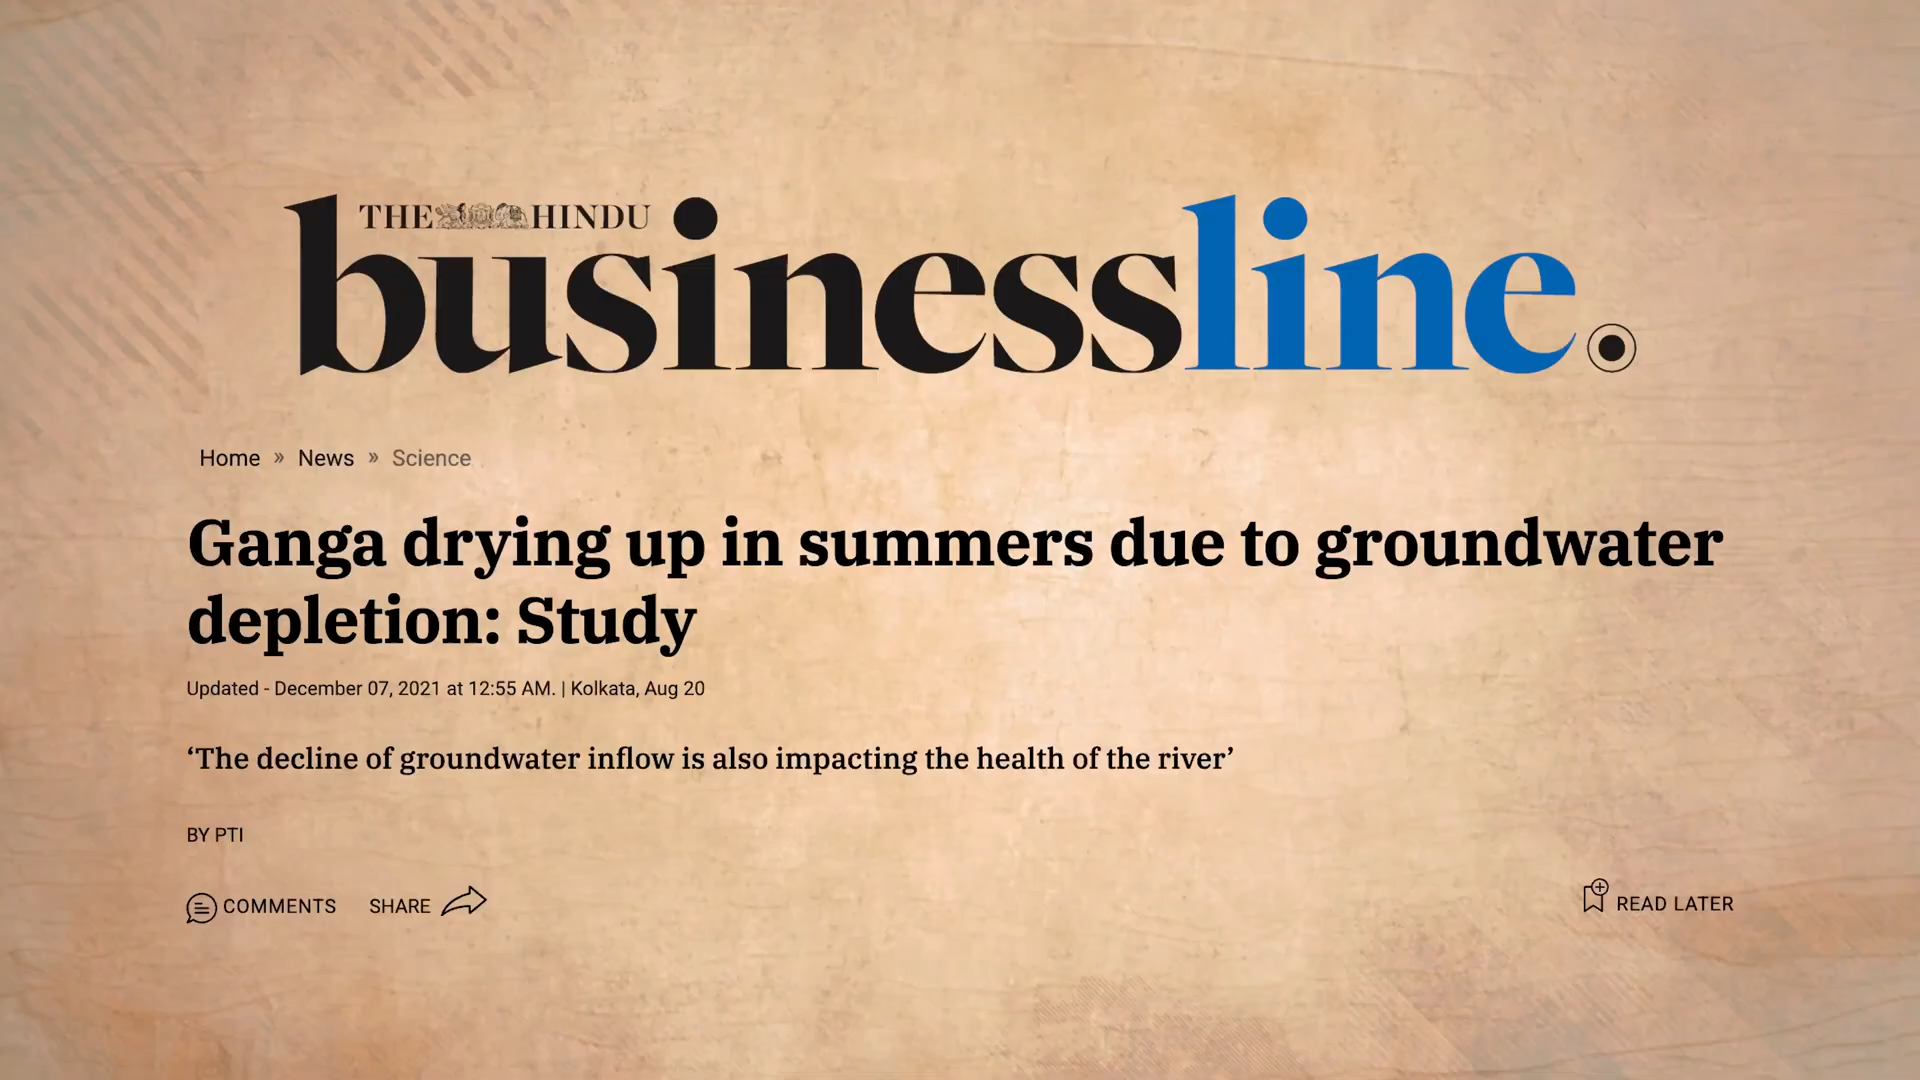 THE HINDU
businessline.
Home » News » Science
Ganga drying up in summers due to groundwater
depletion: Study
Updated - December 07, 2021 at 12:55 AM. | Kolkata, Aug 20
‘The decline of groundwater inflow is also impacting the health of the river’
BY PTI
COMMENTS SHARE READ LATER